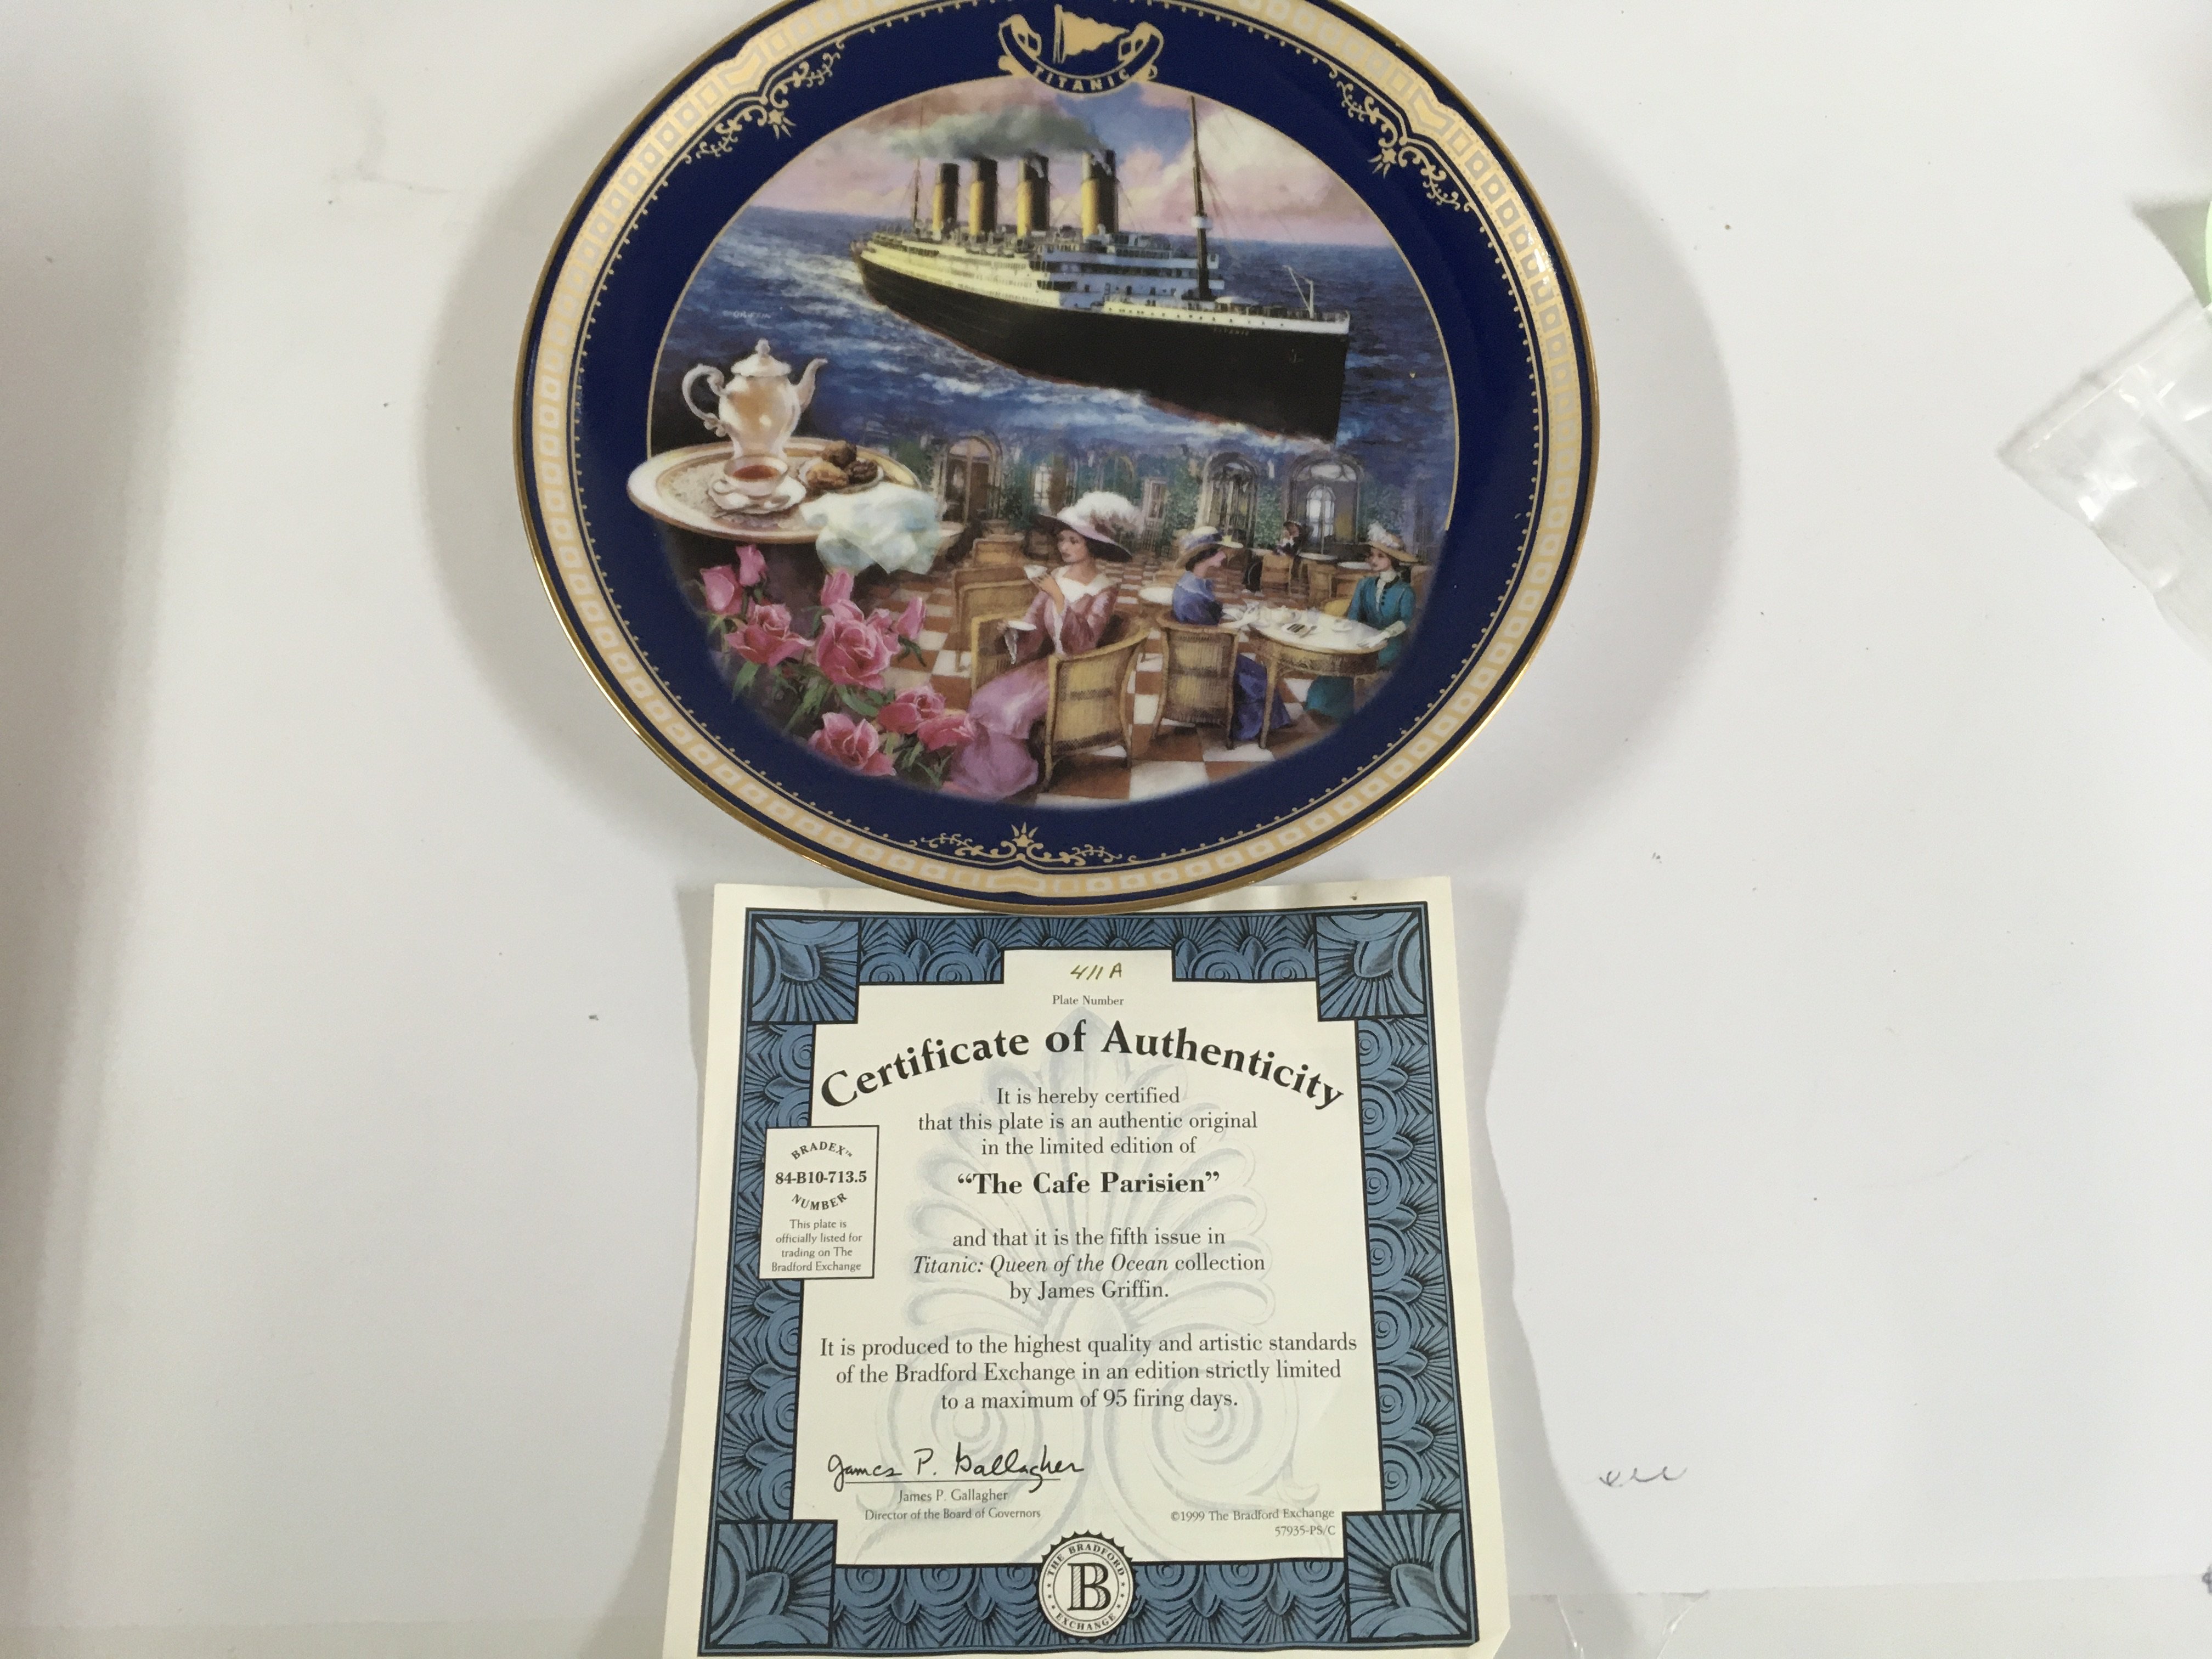 TITANIC
TITANIC
411 A
Plate Number
Certificate of Authenticity
It is hereby certified
that this plate is an authentic original
in the limited edition of
“The Cafe Parisien”
and that it is the fifth issue in
Titanic: Queen of the Ocean collection
by James Griffin.
It is produced to the highest quality and artistic standards
of the Bradford Exchange in an edition strictly limited
to a maximum of 95 firing days.
BRADEX™
84-B10-713.5
NUMBER
This plate is
officially listed for
trading on The
Bradford Exchange
James P. Gallagher
James P. Gallagher
Director of the Board of Governors
©1999 The Bradford Exchange
57935-PS/C
THE BRADFORD
B
EXCHANGE